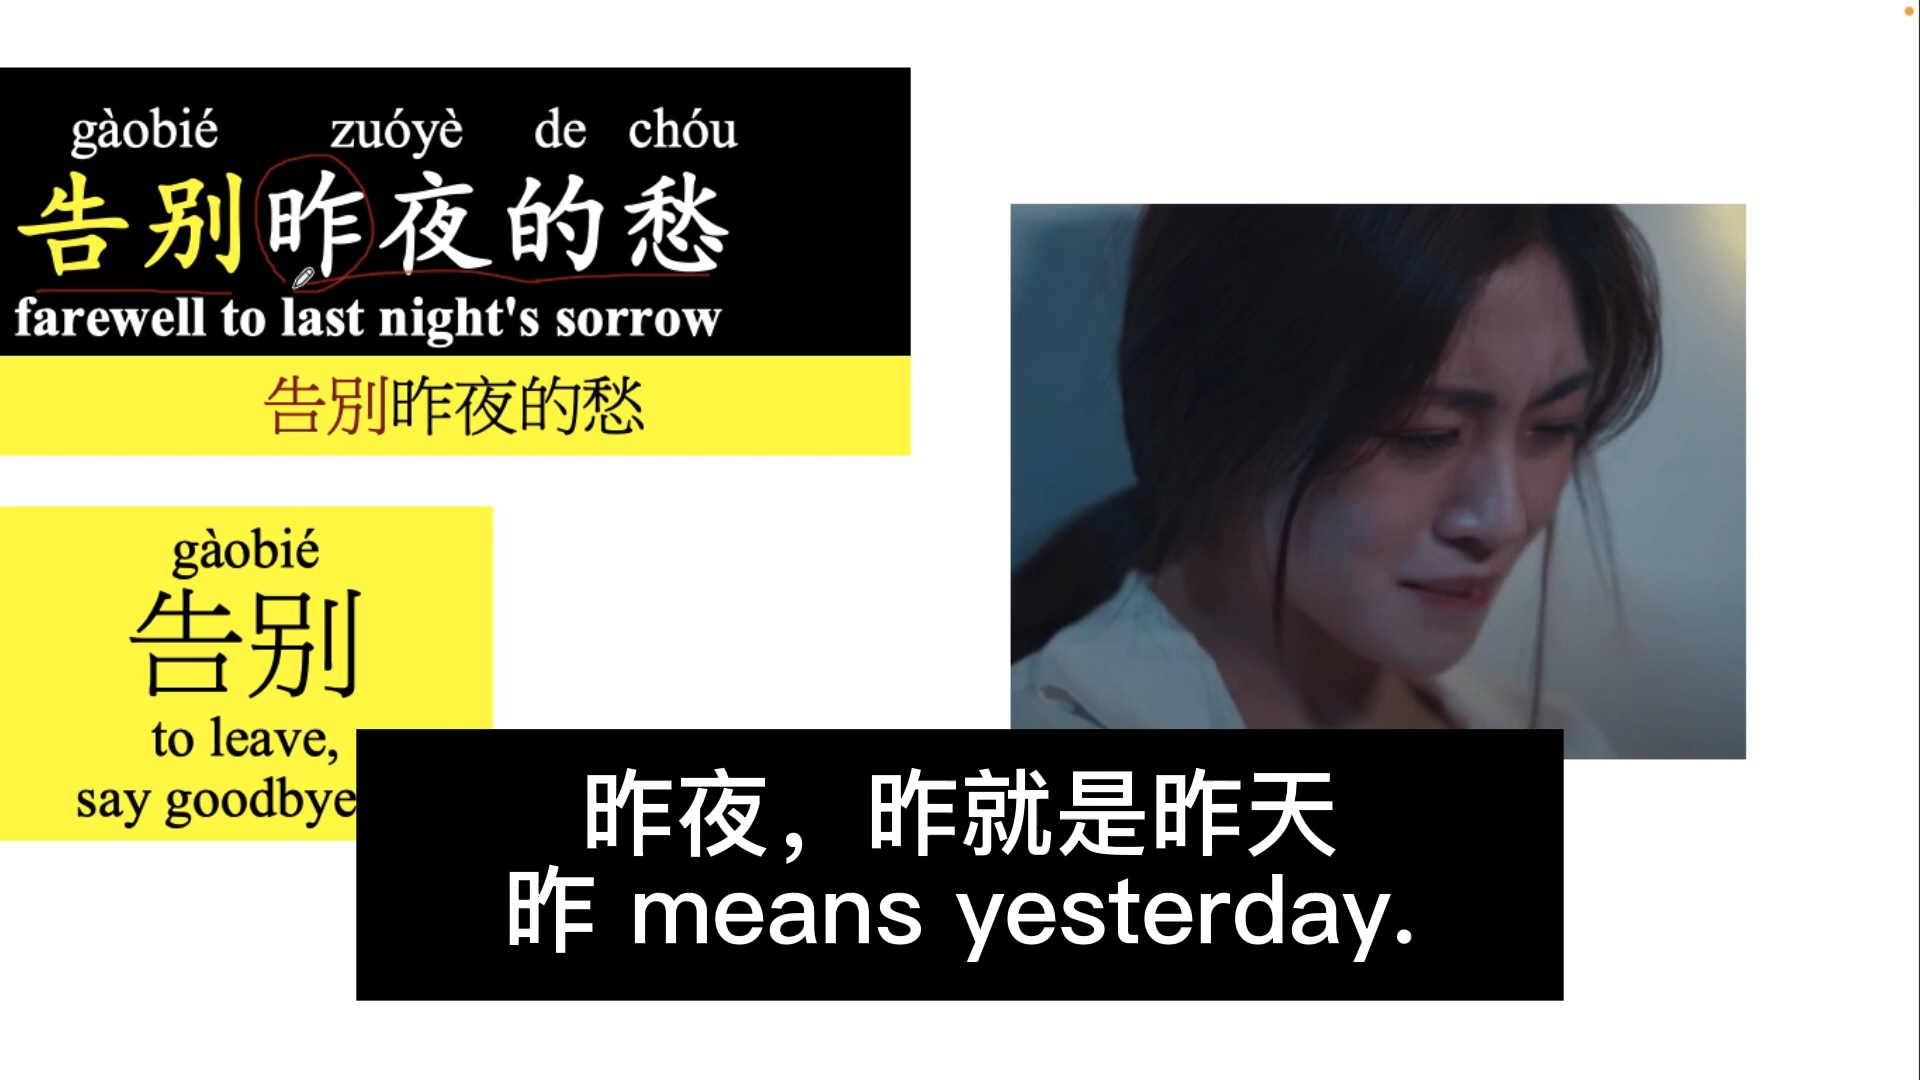 gàobié zuóyè de chóu
告别昨夜的愁
farewell to last night's sorrow
告別昨夜的愁
gàobié
告别
to leave,
say goodbye
昨夜，昨就是昨天
昨 means yesterday.